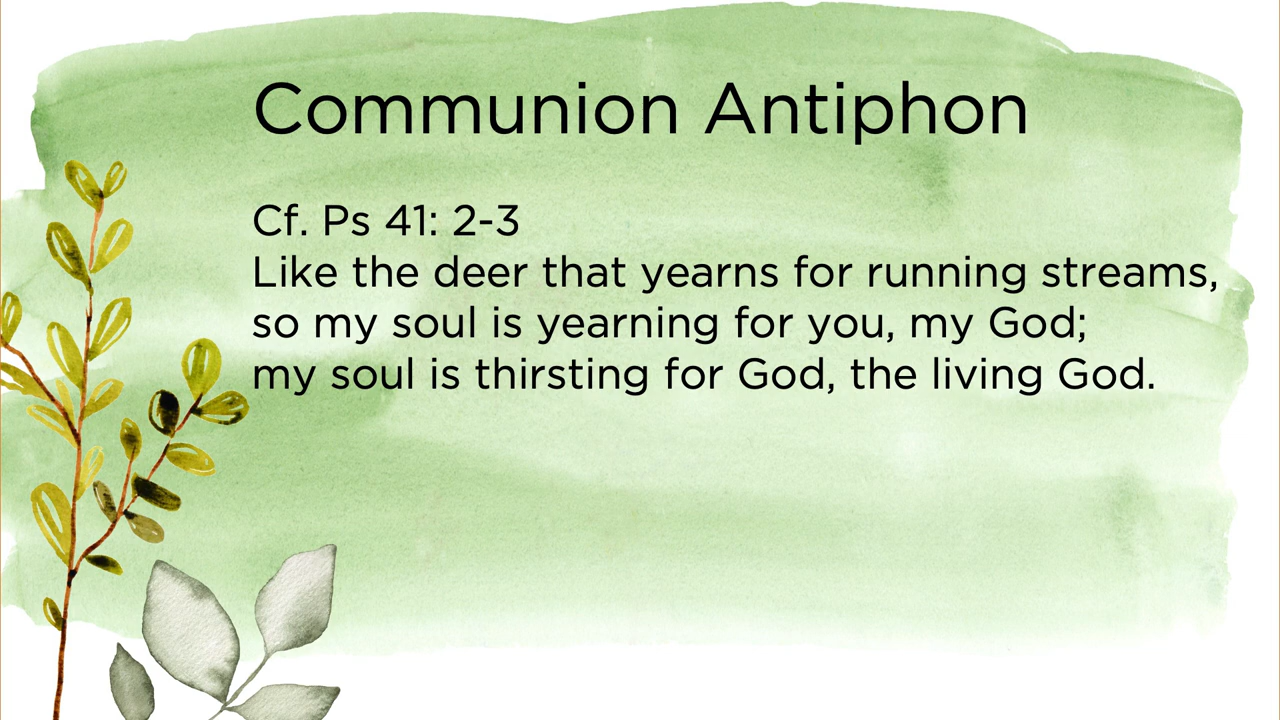 Communion Antiphon
Cf. Ps 41: 2-3
Like the deer that yearns for running streams,
so my soul is yearning for you, my God;
my soul is thirsting for God, the living God.